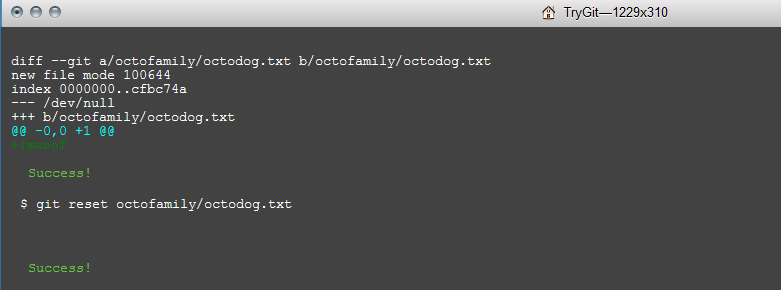 TryGit—1229x310
diff --git a/octofamily/octodog.txt b/octofamily/octodog.txt
new file mode 100644
index 0000000..cfbc74a
--- /dev/null
+++ b/octofamily/octodog.txt
@@ -0,0 +1 @@
Success!
$ git reset octofamily/octodog.txt
Success!